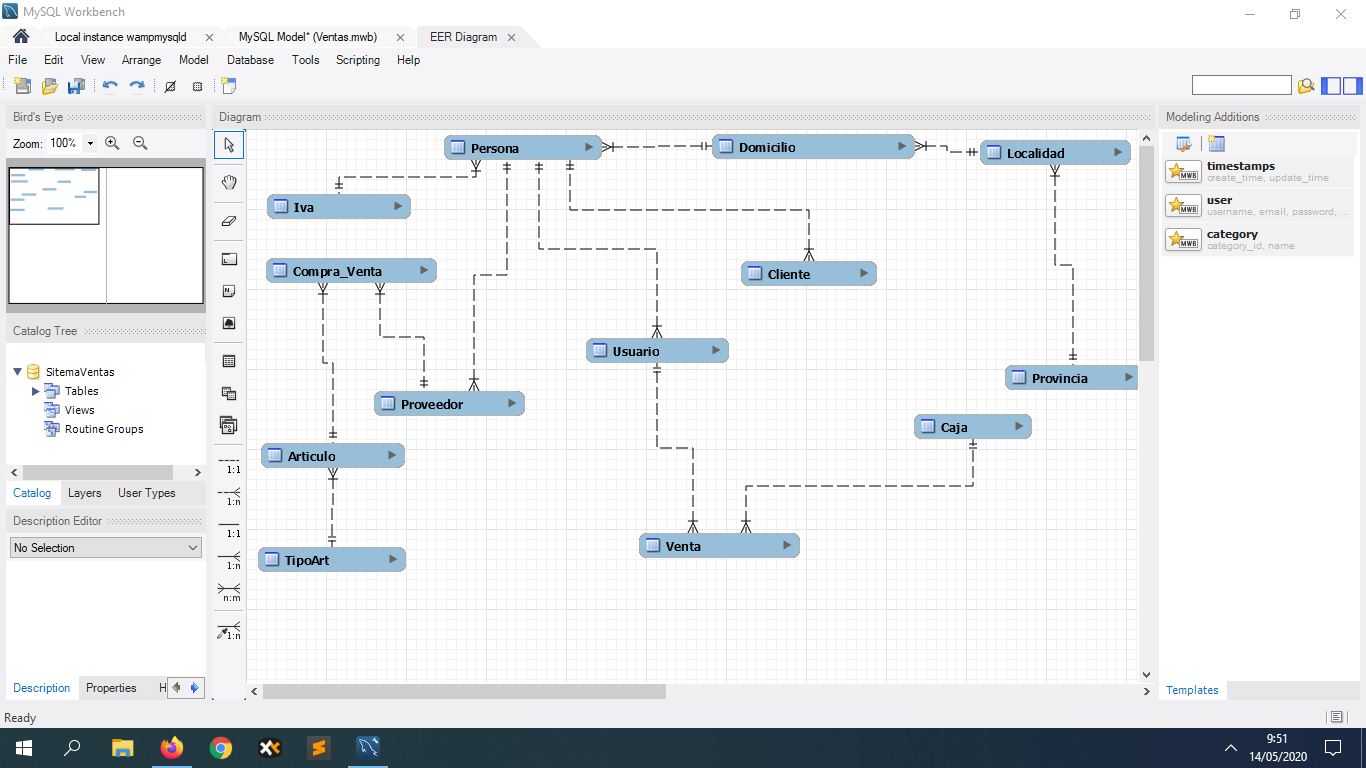 MySQL Workbench
Local instance wampmysqld
MySQL Model* (Ventas.mwb)
EER Diagram
File Edit View Arrange Model Database Tools Scripting Help
Bird's Eye
Zoom: 100%
Catalog Tree
SitemaVentas
Tables
Views
Routine Groups
Catalog Layers User Types
Description Editor
No Selection
Description Properties H
Ready
Diagram
1:1
1:n
1:1
1:n
n:m
1:n
Persona
Domicilio
Localidad
Iva
Compra_Venta
Cliente
Usuario
Provincia
Proveedor
Caja
Articulo
Venta
TipoArt
Modeling Additions
timestamps
create_time, update_time
user
username, email, password, ...
category
category_id, name
MWB
MWB
MWB
Templates
9:51
14/05/2020